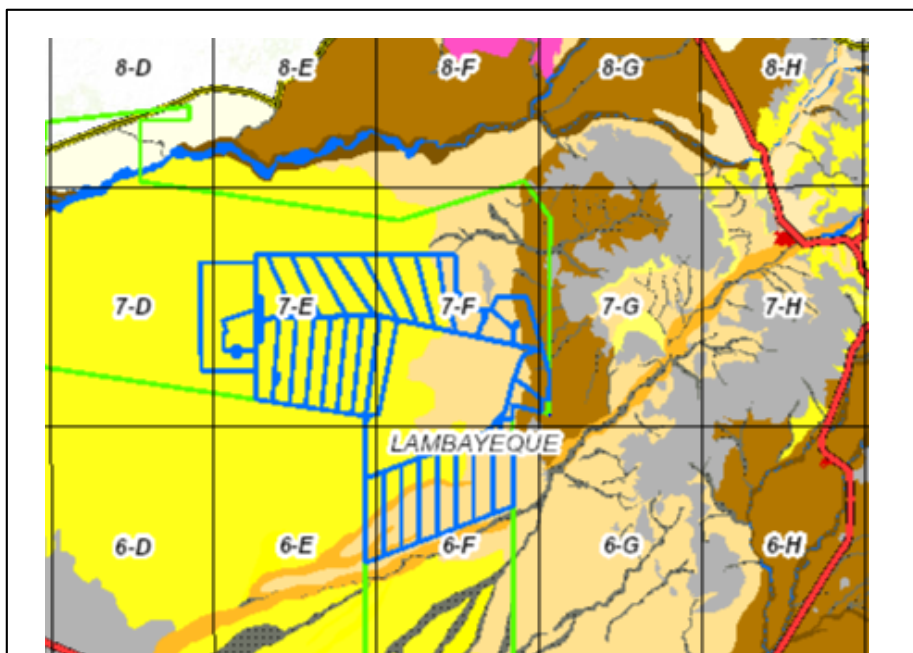 8-D 8-E 8-F 8-G 8-H
7-D 7-E 7-F 7-G 7-H
LAMBAYEQUE
6-D 6-E 6-F 6-G 6-H